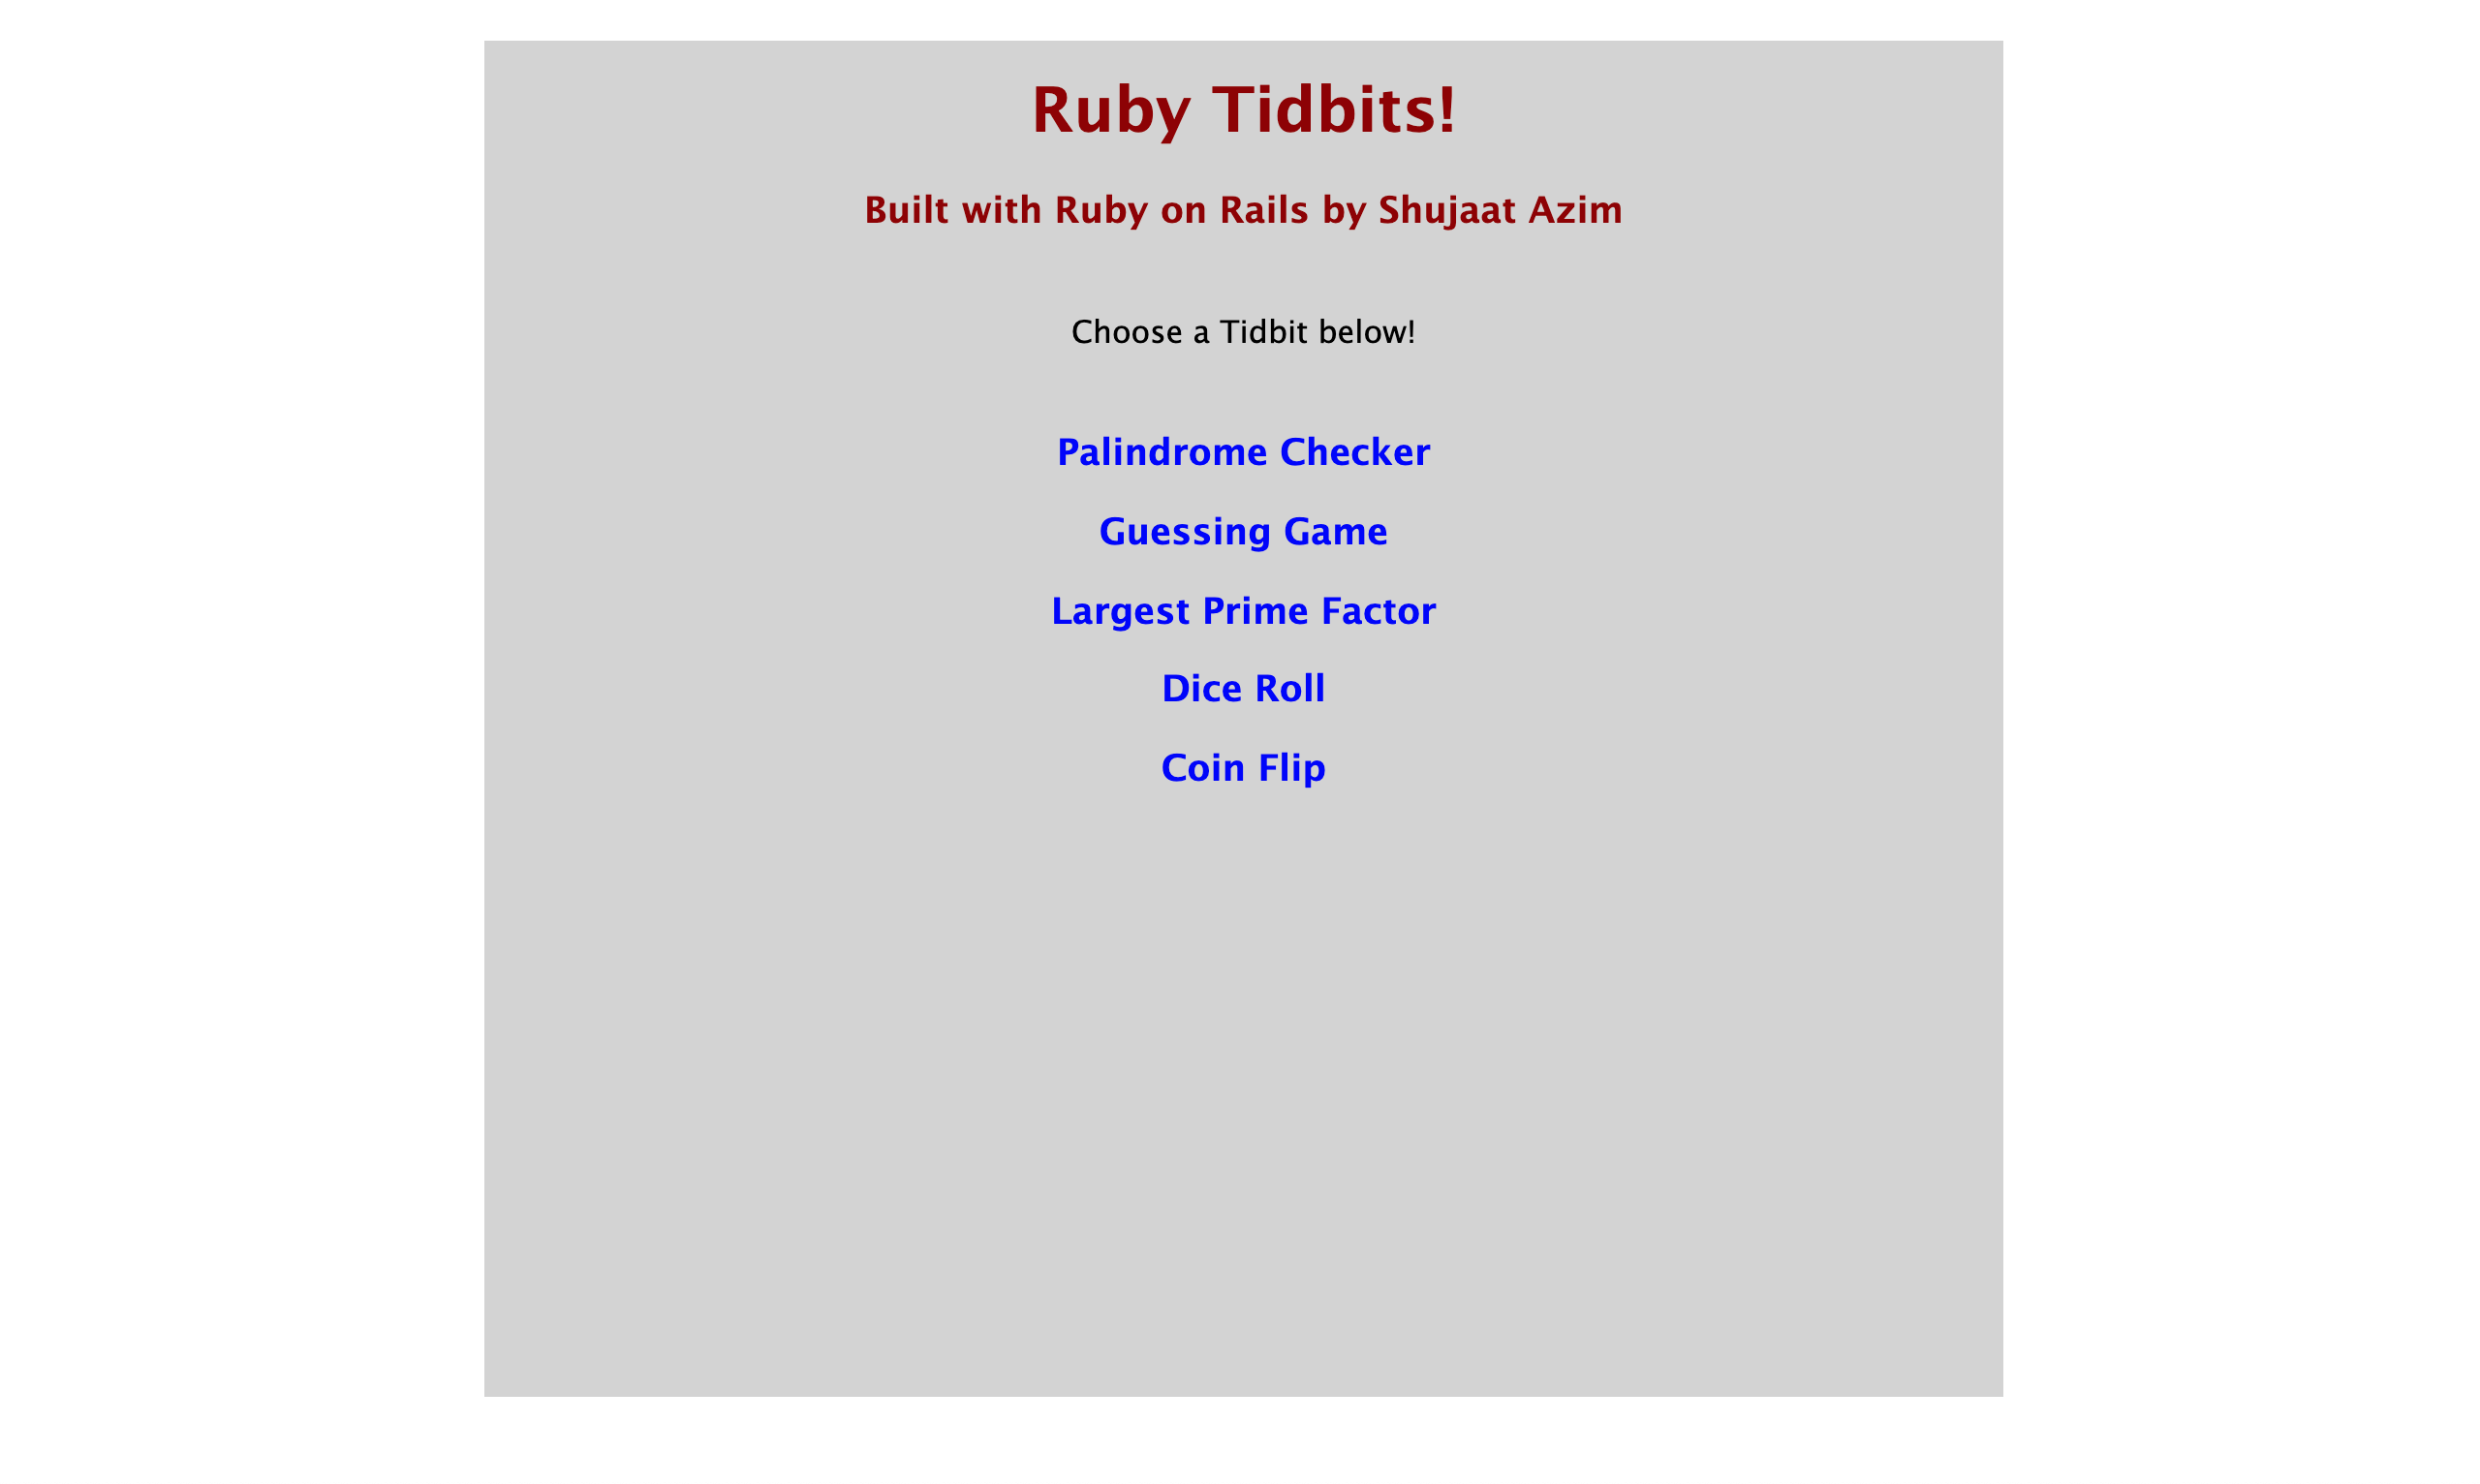 Ruby Tidbits!
Built with Ruby on Rails by Shujaat Azim
Choose a Tidbit below!
Palindrome Checker
Guessing Game
Largest Prime Factor
Dice Roll
Coin Flip